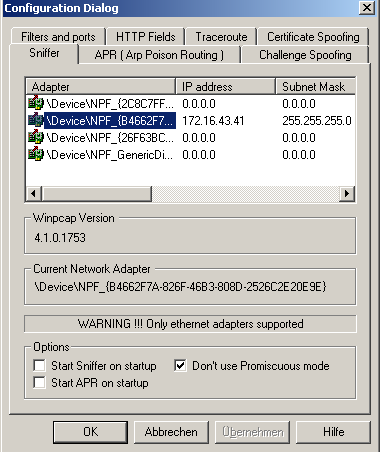 Configuration Dialog
Filters and ports HTTP Fields Traceroute Certificate Spoofing
Sniffer APR ( Arp Poison Routing ) Challenge Spoofing
Adapter IP address Subnet Mask
\Device\NPF_{2C8C7FF... 0.0.0.0 0.0.0.0
\Device\NPF_{B4662F7... 172.16.43.41 255.255.255.0
\Device\NPF_{26F63BC... 0.0.0.0 0.0.0.0
\Device\NPF_GenericDi... 0.0.0.0 0.0.0.0
Winpcap Version
4.1.0.1753
Current Network Adapter
\Device\NPF_{B4662F7A-826F-46B3-808D-2526C2E20E9E}
WARNING !!! Only ethernet adapters supported
Options
Start Sniffer on startup Don't use Promiscuous mode
Start APR on startup
OK Abbrechen Übernehmen Hilfe